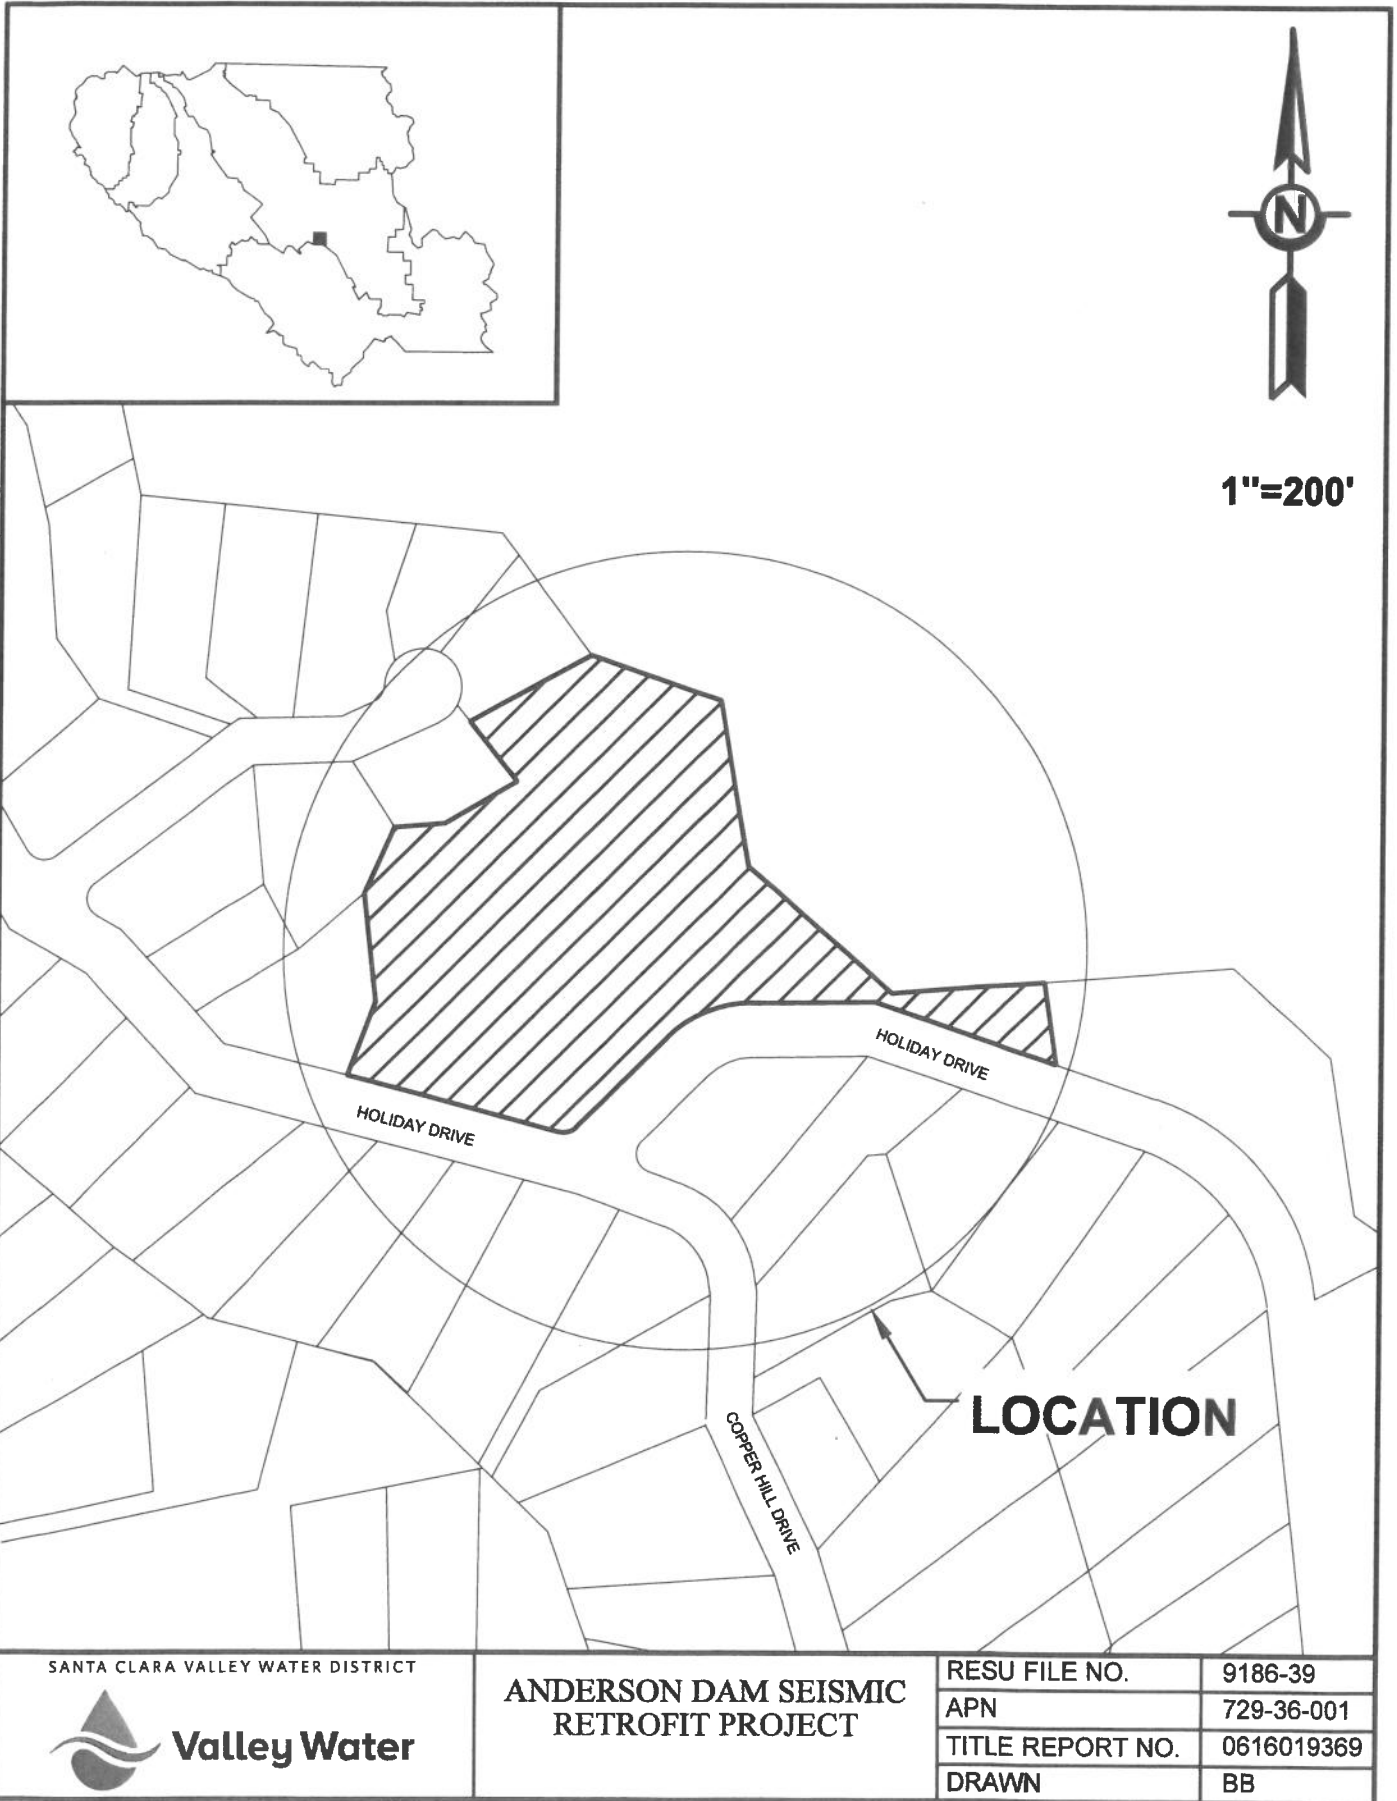 N
1"=200'
HOLIDAY DRIVE
HOLIDAY DRIVE
LOCATION
COPPER HILL DRIVE
SANTA CLARA VALLEY WATER DISTRICT
Valley Water
ANDERSON DAM SEISMIC
RETROFIT PROJECT
RESU FILE NO. 9186-39
APN 729-36-001
TITLE REPORT NO. 0616019369
DRAWN BB